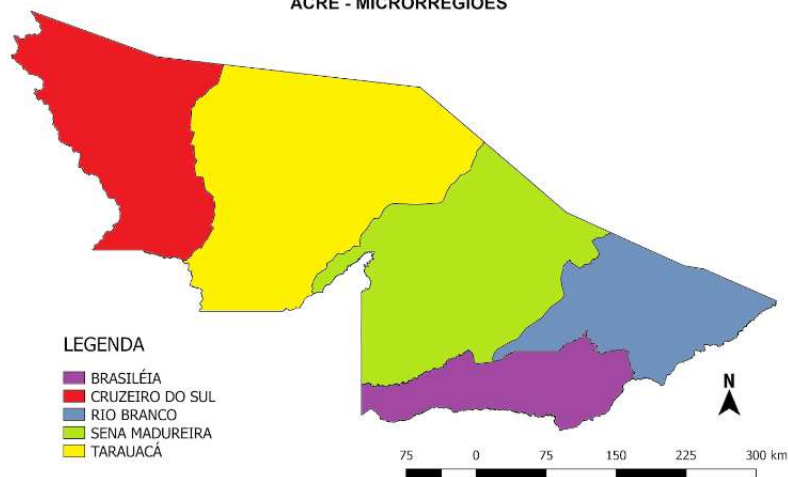 ACRE - MICRORREGIÕES
LEGENDA
BRASILÉIA
CRUZEIRO DO SUL
RIO BRANCO
SENA MADUREIRA
TARAUACÁ
N
75 0 75 150 225 300 km